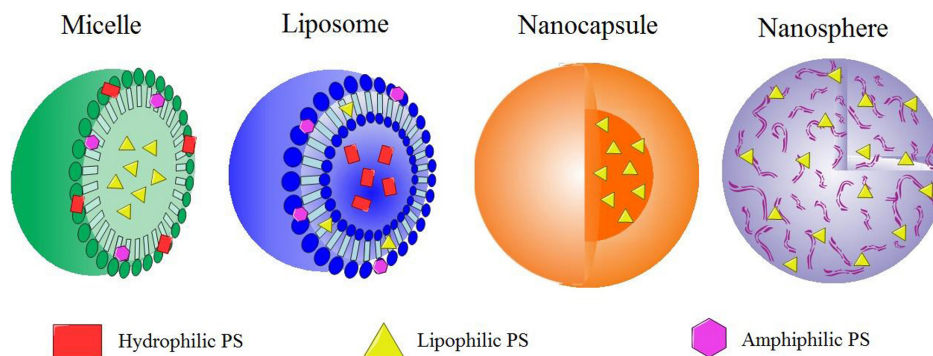 Micelle
Liposome
Nanocapsule
Nanosphere
Hydrophilic PS
Lipophilic PS
Amphiphilic PS